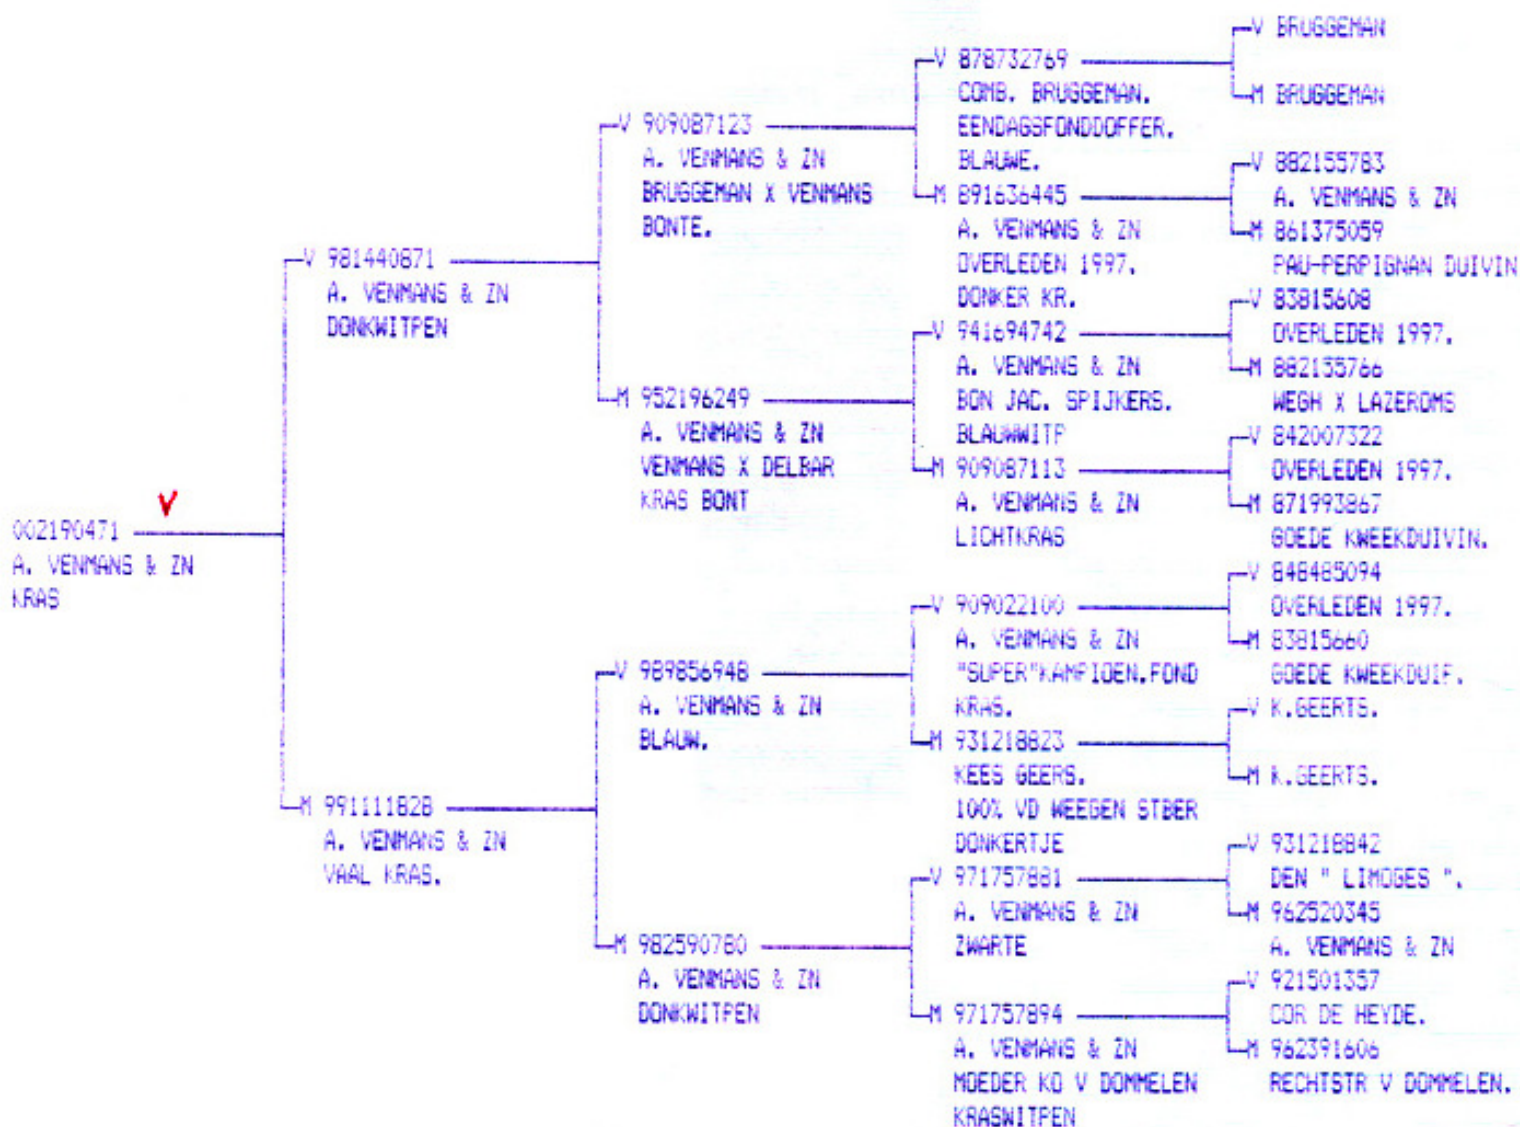 V BRUGGEMAN
V 878732769
COMB. BRUGGEMAN.
M BRUGGEMAN
V 909087123
EENDAGSFONDDOFFER.
A. VENMANS & ZN
BLAUWE.
V 882155783
BRUGGEMAN X VENMANS
M 891636445
A. VENMANS & ZN
BONTE.
A. VENMANS & ZN
M 861375059
V 981440871
OVERLEDEN 1997.
PAU-PERPIGNAN DUIVIN
A. VENMANS & ZN
DONKER KR.
V 83815608
DONKWITPEN
V 941694742
OVERLEDEN 1997.
A. VENMANS & ZN
M 882155766
M 952196249
BON JAC. SPIJKERS.
WEGH X LAZEROMS
A. VENMANS & ZN
BLAUWWITP
V 842007322
VENMANS X DELBAR
M 909087113
OVERLEDEN 1997.
KRAS BONT
A. VENMANS & ZN
M 871993867
V
002190471
LICHTKRAS
GOEDE KWEEKDUIVIN.
A. VENMANS & ZN
KRAS
V 848485094
V 909022100
OVERLEDEN 1997.
A. VENMANS & ZN
M 83815660
V 989856948
"SUPER"KAMPIOEN.FOND
GOEDE KWEEKDUIF.
A. VENMANS & ZN
KRAS.
V K.GEERTS.
BLAUW.
M 931218823
KEES GEERS.
M K.GEERTS.
M 991111828
100% VD WEEGEN STBER
A. VENMANS & ZN
DONKERTJE
V 931218842
VAAL KRAS.
V 971757881
DEN " LIMOGES ".
A. VENMANS & ZN
M 962520345
M 982590780
ZWARTE
A. VENMANS & ZN
A. VENMANS & ZN
V 921501357
DONKWITPEN
M 971757894
COR DE HEYDE.
A. VENMANS & ZN
M 962391606
MOEDER KO V DOMMELEN
RECHTSTR V DOMMELEN.
KRASWITPEN